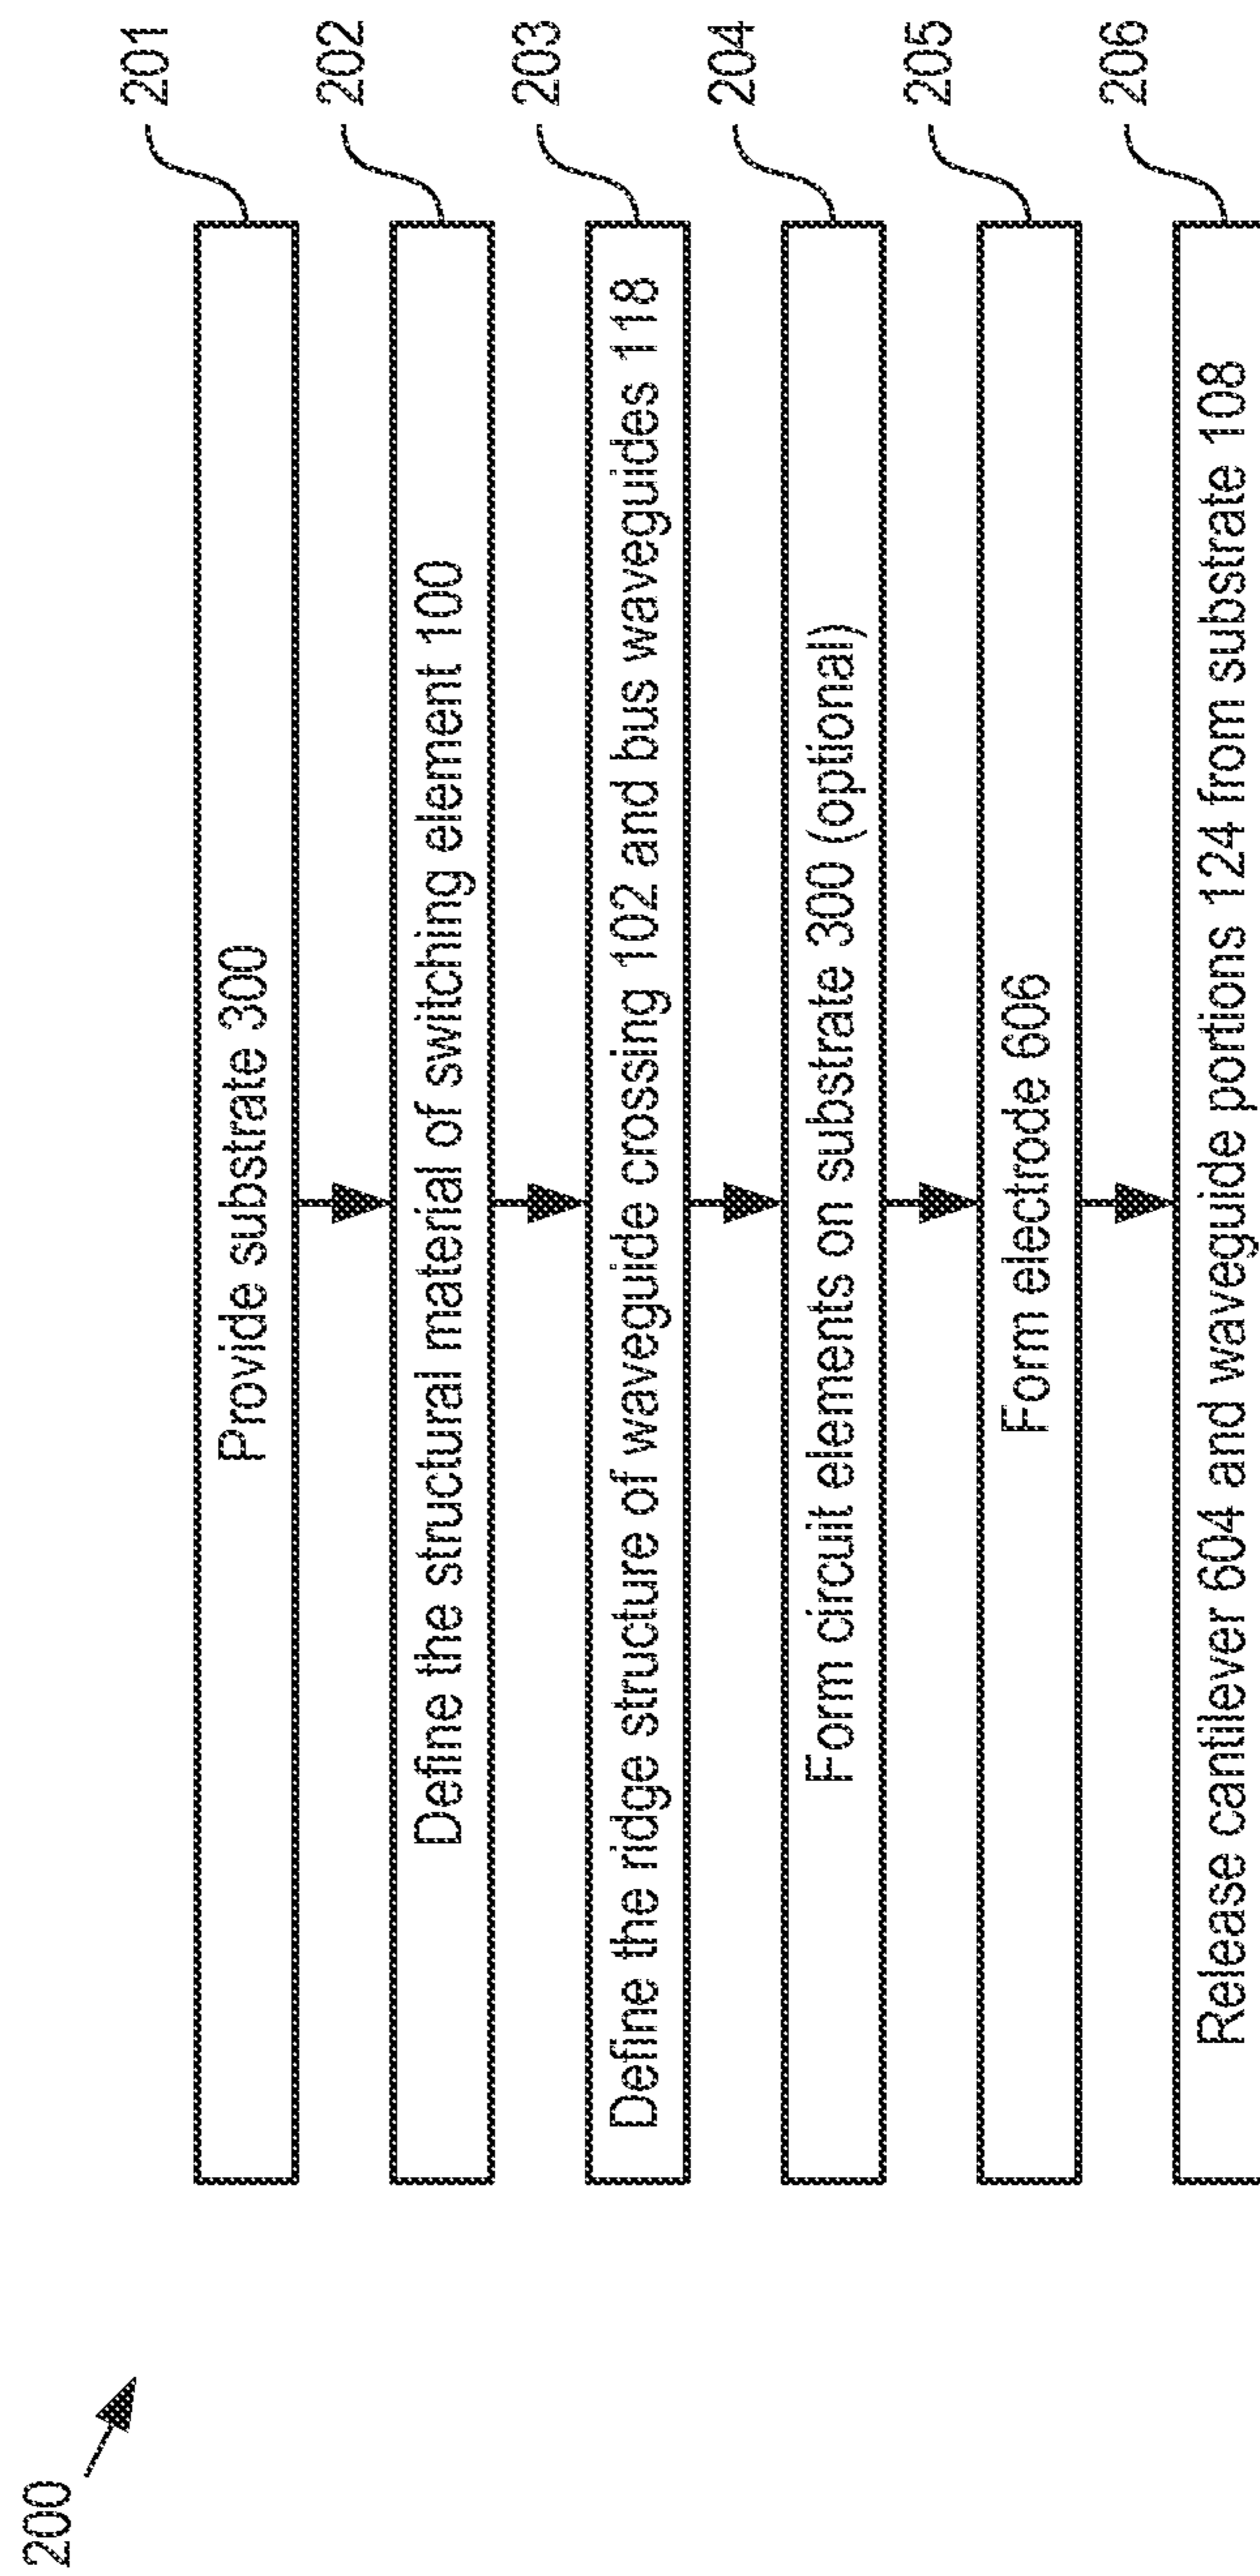 200
201
Provide substrate 300
202
Define the structural material of switching element 100
203
Define the ridge structure of waveguide crossing 102 and bus waveguides 118
204
Form circuit elements on substrate 300 (optional)
205
Form electrode 606
206
Release cantilever 604 and waveguide portions 124 from substrate 108